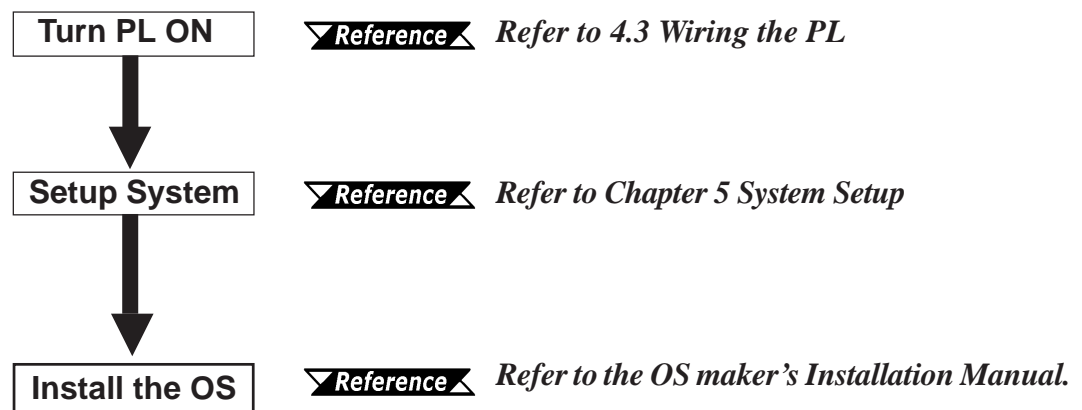 Turn PL ON
Reference Refer to 4.3 Wiring the PL
Setup System
Reference Refer to Chapter 5 System Setup
Install the OS
Reference Refer to the OS maker's Installation Manual.